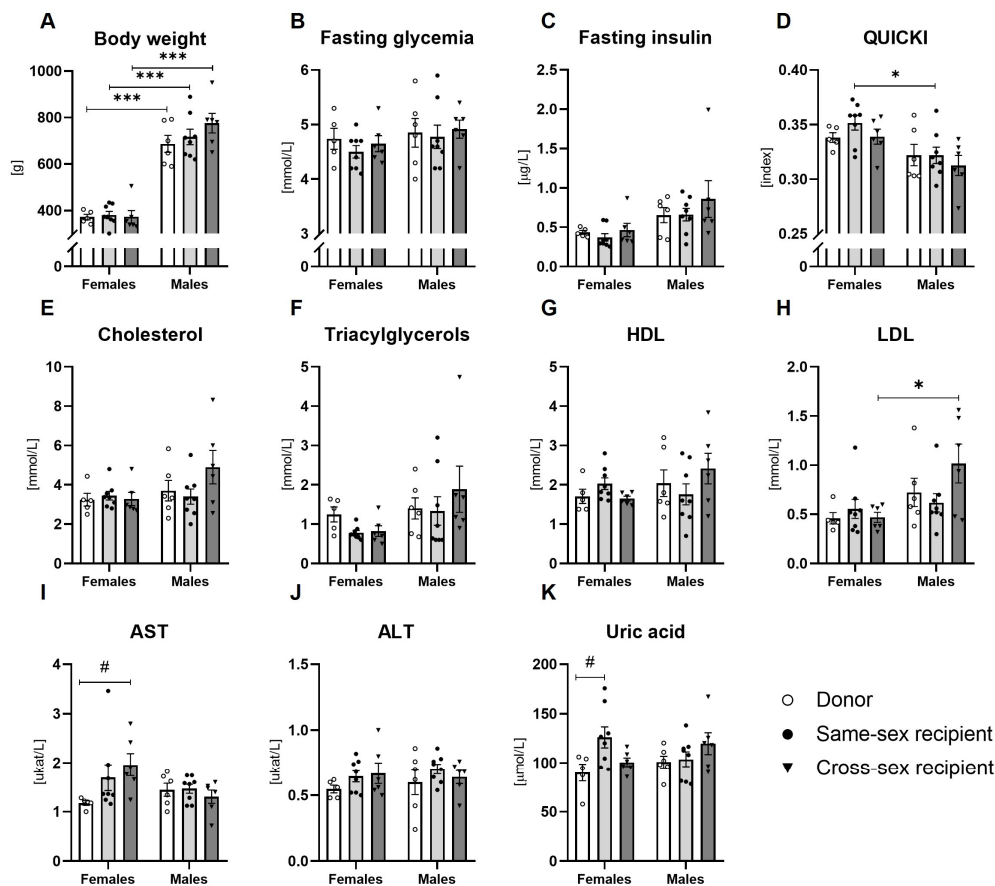 A
Body weight
[g]
1000
800
600
400
0
***
***
***
Females Males
B
Fasting glycemia
[mmol/L]
6
5
4
3
0
Females Males
C
Fasting insulin
[µg/L]
2.5
2.0
1.5
1.0
0.5
0.0
Females Males
D
QUICKI
[index]
0.40
0.35
0.30
0.25
0
*
Females Males
E
Cholesterol
[mmol/L]
10
8
6
4
2
0
Females Males
F
Triacylglycerols
[mmol/L]
5
4
3
2
1
0
Females Males
G
HDL
[mmol/L]
5
4
3
2
1
0
Females Males
H
LDL
[mmol/L]
2.0
1.5
1.0
0.5
0.0
*
Females Males
I
AST
[ukat/L]
4
3
2
1
0
#
Females Males
J
ALT
[ukat/L]
1.5
1.0
0.5
0.0
Females Males
K
Uric acid
[µmol/L]
200
150
100
50
0
#
Females Males
Donor
Same-sex recipient
Cross-sex recipient